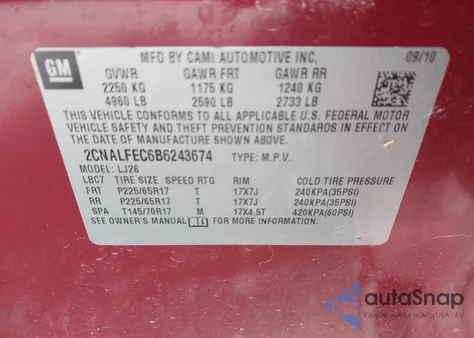 GM
MFD BY CAMI AUTOMOTIVE INC. 09/10
GVWR GAWR FRT GAWR RR
2250 KG 1175 KG 1240 KG
4960 LB 2590 LB 2733 LB
THIS VEHICLE CONFORMS TO ALL APPLICABLE U.S. FEDERAL MOTOR
VEHICLE SAFETY AND THEFT PREVENTION STANDARDS IN EFFECT ON
THE DATE OF MANUFACTURE SHOWN ABOVE.
2CNALFEC6B6243674 TYPE: M.P.V.
MODEL: LJ26
LBC7 TIRE SIZE SPEED RTG RIM COLD TIRE PRESSURE
FRT P225/65R17 T 17X7J 240KPA(35PSI)
RR P225/65R17 T 17X7J 240KPA(35PSI)
SPA T145/70R17 M 17X4.5T 420KPA(60PSI)
SEE OWNER'S MANUAL FOR ADDITIONAL INFORMATION.
autoSnap